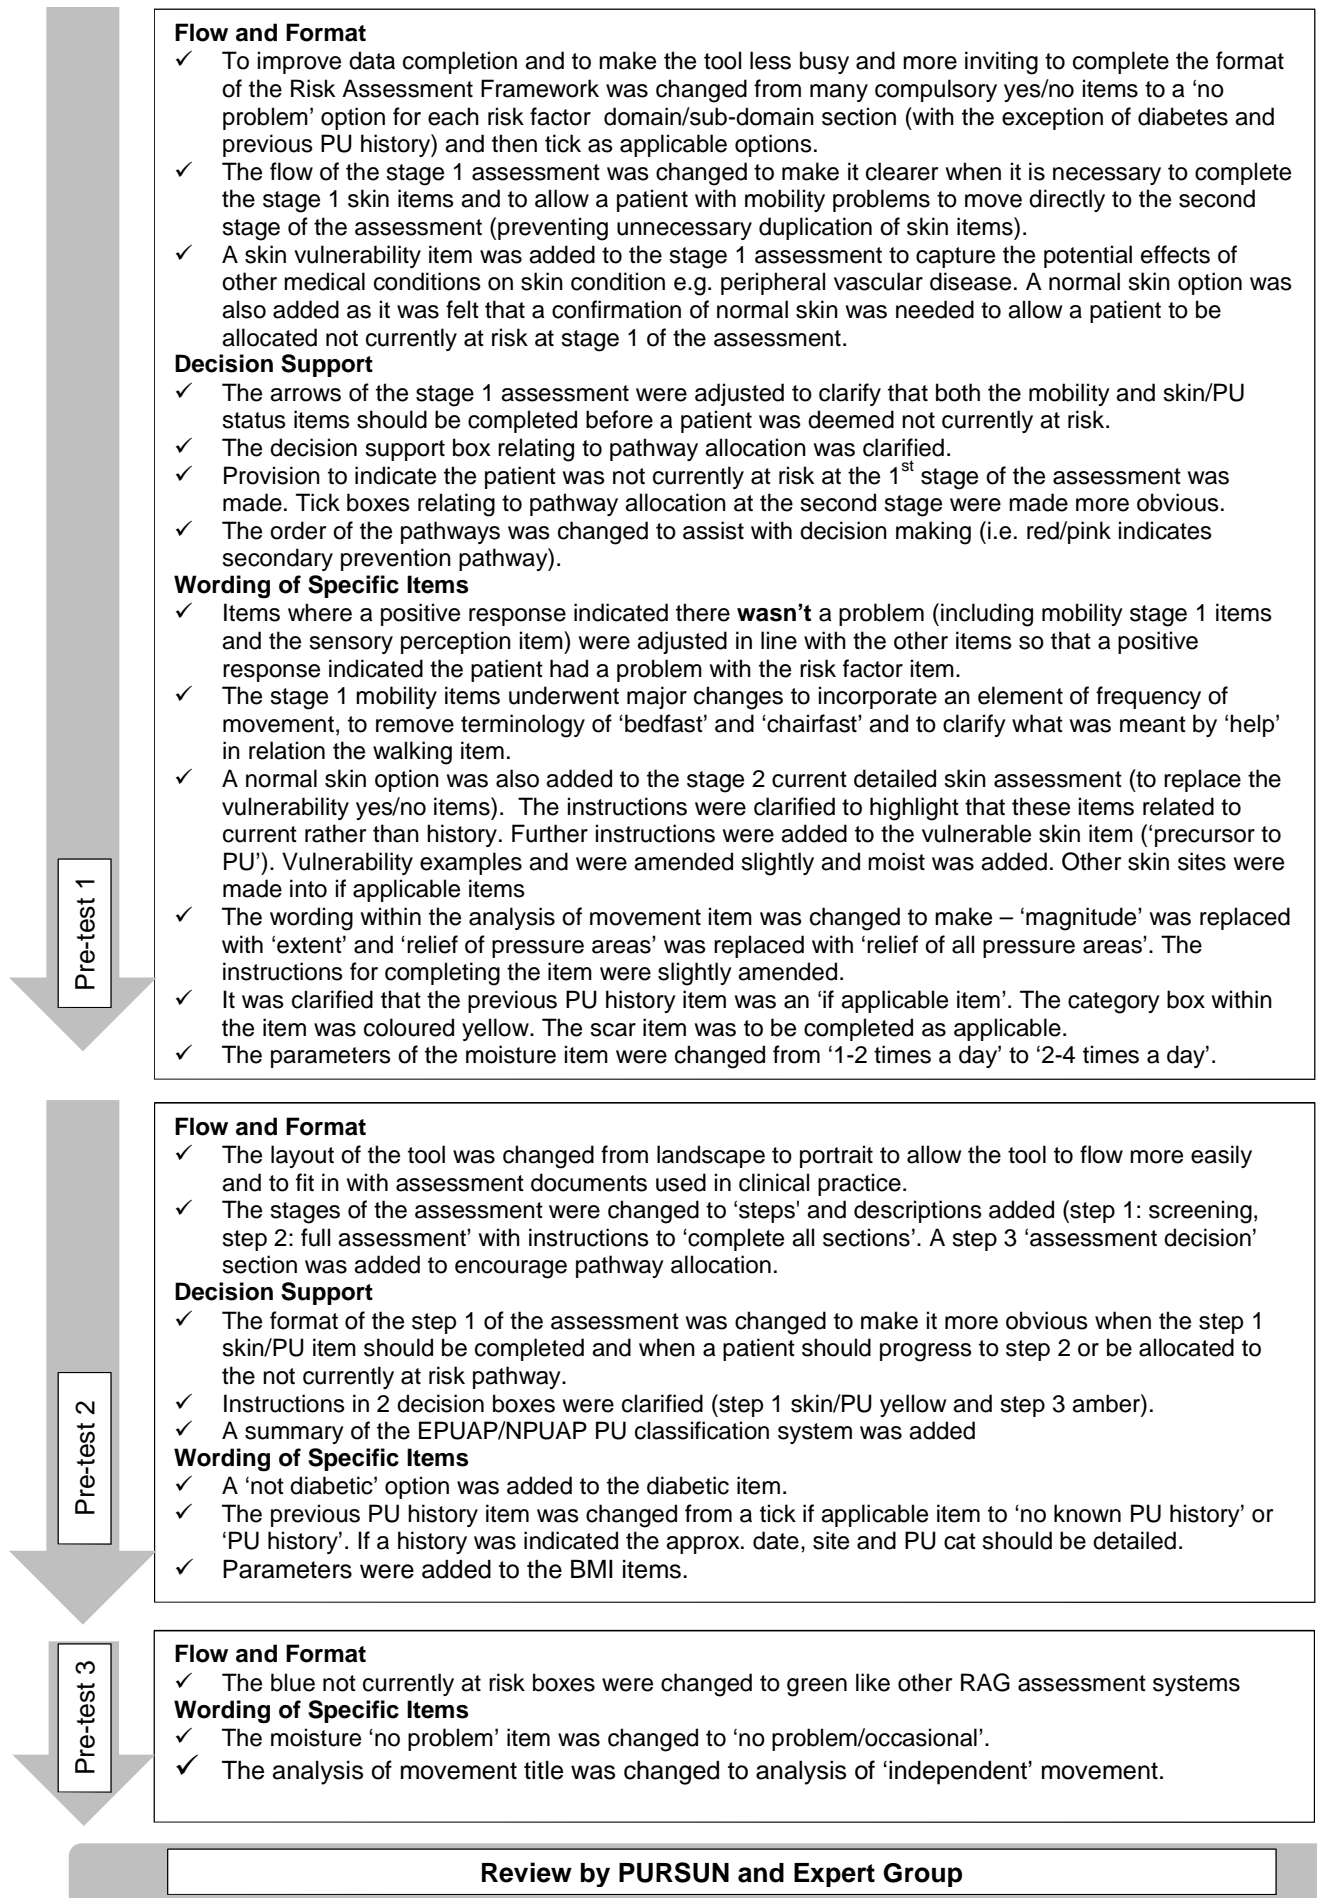 Flow and Format
✓ To improve data completion and to make the tool less busy and more inviting to complete the format
of the Risk Assessment Framework was changed from many compulsory yes/no items to a ‘no
problem’ option for each risk factor  domain/sub-domain section (with the exception of diabetes and
previous PU history) and then tick as applicable options.
✓ The flow of the stage 1 assessment was changed to make it clearer when it is necessary to complete
the stage 1 skin items and to allow a patient with mobility problems to move directly to the second
stage of the assessment (preventing unnecessary duplication of skin items).
✓ A skin vulnerability item was added to the stage 1 assessment to capture the potential effects of
other medical conditions on skin condition e.g. peripheral vascular disease. A normal skin option was
also added as it was felt that a confirmation of normal skin was needed to allow a patient to be
allocated not currently at risk at stage 1 of the assessment.
Decision Support
✓ The arrows of the stage 1 assessment were adjusted to clarify that both the mobility and skin/PU
status items should be completed before a patient was deemed not currently at risk.
✓ The decision support box relating to pathway allocation was clarified.
✓ Provision to indicate the patient was not currently at risk at the 1st stage of the assessment was
made. Tick boxes relating to pathway allocation at the second stage were made more obvious.
✓ The order of the pathways was changed to assist with decision making (i.e. red/pink indicates
secondary prevention pathway).
Wording of Specific Items
✓ Items where a positive response indicated there wasn’t a problem (including mobility stage 1 items
and the sensory perception item) were adjusted in line with the other items so that a positive
response indicated the patient had a problem with the risk factor item.
✓ The stage 1 mobility items underwent major changes to incorporate an element of frequency of
movement, to remove terminology of ‘bedfast’ and ‘chairfast’ and to clarify what was meant by ‘help’
in relation the walking item.
✓ A normal skin option was also added to the stage 2 current detailed skin assessment (to replace the
vulnerability yes/no items).  The instructions were clarified to highlight that these items related to
current rather than history. Further instructions were added to the vulnerable skin item (‘precursor to
PU’). Vulnerability examples and were amended slightly and moist was added. Other skin sites were
made into if applicable items
✓ The wording within the analysis of movement item was changed to make – ‘magnitude’ was replaced
with ‘extent’ and ‘relief of pressure areas’ was replaced with ‘relief of all pressure areas’. The
instructions for completing the item were slightly amended.
✓ It was clarified that the previous PU history item was an ‘if applicable item’. The category box within
the item was coloured yellow. The scar item was to be completed as applicable.
✓ The parameters of the moisture item were changed from ‘1-2 times a day’ to ‘2-4 times a day’.
Pre-test 1
Flow and Format
✓ The layout of the tool was changed from landscape to portrait to allow the tool to flow more easily
and to fit in with assessment documents used in clinical practice.
✓ The stages of the assessment were changed to ‘steps' and descriptions added (step 1: screening,
step 2: full assessment’ with instructions to ‘complete all sections’. A step 3 ‘assessment decision’
section was added to encourage pathway allocation.
Decision Support
✓ The format of the step 1 of the assessment was changed to make it more obvious when the step 1
skin/PU item should be completed and when a patient should progress to step 2 or be allocated to
the not currently at risk pathway.
✓ Instructions in 2 decision boxes were clarified (step 1 skin/PU yellow and step 3 amber).
✓ A summary of the EPUAP/NPUAP PU classification system was added
Wording of Specific Items
✓ A ‘not diabetic’ option was added to the diabetic item.
✓ The previous PU history item was changed from a tick if applicable item to ‘no known PU history’ or
‘PU history’. If a history was indicated the approx. date, site and PU cat should be detailed.
✓ Parameters were added to the BMI items.
Pre-test 2
Flow and Format
✓ The blue not currently at risk boxes were changed to green like other RAG assessment systems
Wording of Specific Items
✓ The moisture ‘no problem’ item was changed to ‘no problem/occasional’.
✓ The analysis of movement title was changed to analysis of ‘independent’ movement.
Pre-test 3
Review by PURSUN and Expert Group